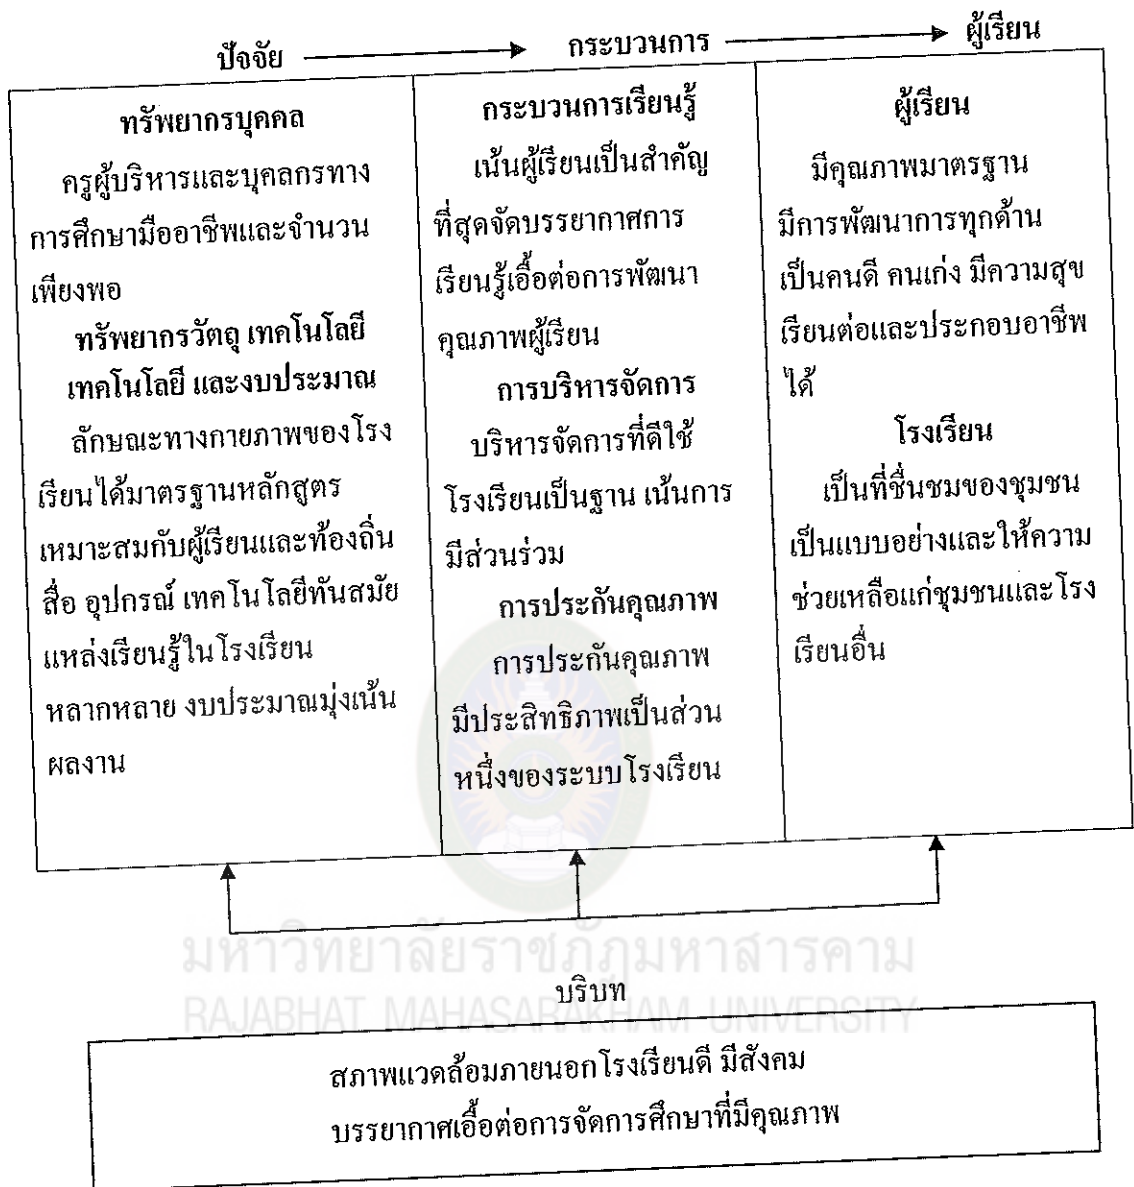 ปัจจัย กระบวนการ ผู้เรียน
ทรัพยากรบุคคล
ครูผู้บริหารและบุคลกรทาง
การศึกษามืออาชีพและจำนวน
เพียงพอ
ทรัพยากรวัตถุ เทคโนโลยี
เทคโนโลยี และงบประมาณ
ลักษณะทางกายภาพของโรง
เรียนได้มาตรฐานหลักสูตร
เหมาะสมกับผู้เรียนและท้องถิ่น
สื่อ อุปกรณ์ เทคโนโลยีทันสมัย
แหล่งเรียนรู้ในโรงเรียน
หลากหลาย งบประมาณมุ่งเน้น
ผลงาน
กระบวนการเรียนรู้
เน้นผู้เรียนเป็นสำคัญ
ที่สุดจัดบรรยากาศการ
เรียนรู้เอื้อต่อการพัฒนา
คุณภาพผู้เรียน
การบริหารจัดการ
บริหารจัดการที่ดีใช้
โรงเรียนเป็นฐาน เน้นการ
มีส่วนร่วม
การประกันคุณภาพ
การประกันคุณภาพ
มีประสิทธิภาพเป็นส่วน
หนึ่งของระบบโรงเรียน
ผู้เรียน
มีคุณภาพมาตรฐาน
มีการพัฒนาการทุกด้าน
เป็นคนดี คนเก่ง มีความสุข
เรียนต่อและประกอบอาชีพ
ได้
โรงเรียน
เป็นที่ชื่นชมของชุมชน
เป็นแบบอย่างและให้ความ
ช่วยเหลือแก่ชุมชนและโรง
เรียนอื่น
มหาวิทยาลัยราชภัฏมหาสารคาม
RAJABHAT MAHASARAKHAM UNIVERSITY
บริบท
สภาพแวดล้อมภายนอกโรงเรียนดี มีสังคม
บรรยากาศเอื้อต่อการจัดการศึกษาที่มีคุณภาพ